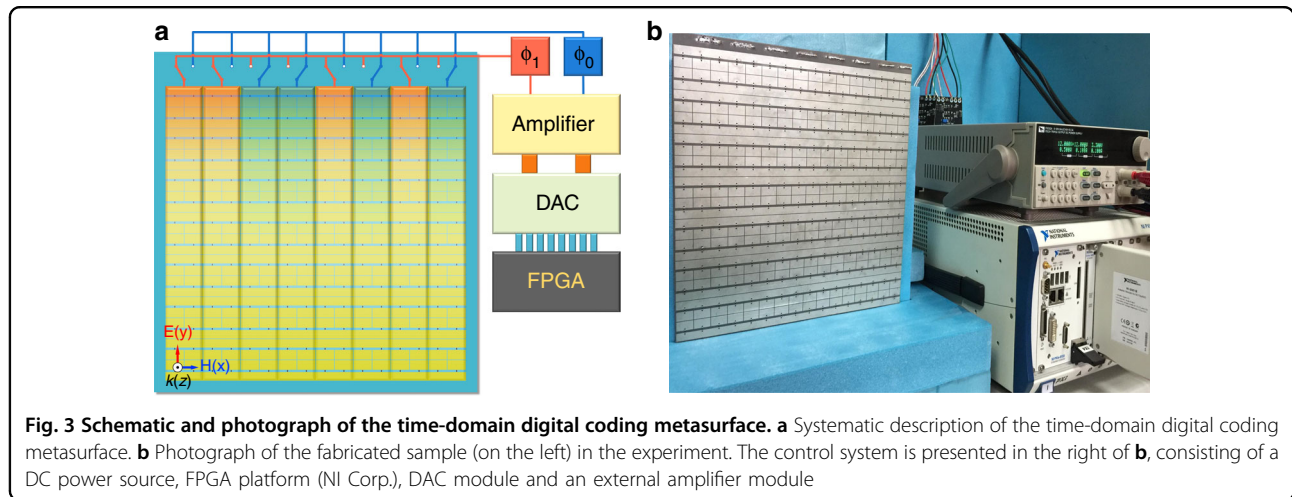 a
ϕ1
ϕ0
Amplifier
DAC
FPGA
E(y)
H(x)
k(z)
b
NATIONAL
INSTRUMENTS
Fig. 3 Schematic and photograph of the time-domain digital coding metasurface. a Systematic description of the time-domain digital coding
metasurface. b Photograph of the fabricated sample (on the left) in the experiment. The control system is presented in the right of b, consisting of a
DC power source, FPGA platform (NI Corp.), DAC module and an external amplifier module